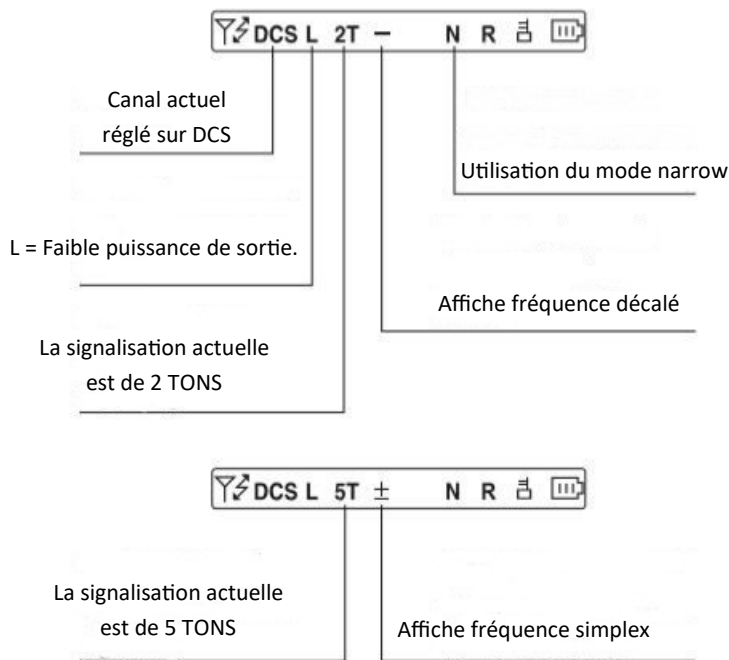 DCS L 2T − N R
Canal actuel
réglé sur DCS
Utilisation du mode narrow
L = Faible puissance de sortie.
Affiche fréquence décalé
La signalisation actuelle
est de 2 TONS
DCS L 5T ± N R
La signalisation actuelle
est de 5 TONS
Affiche fréquence simplex